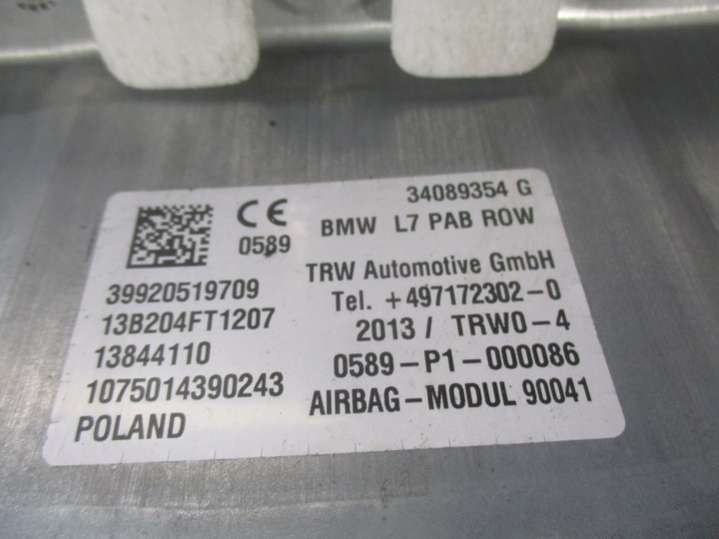 34089354 G
CE
0589
BMW L7 PAB ROW
39920519709
13B204FT1207
13844110
1075014390243
POLAND
TRW Automotive GmbH
Tel. +497172302-0
2013 / TRW0-4
0589-P1-000086
AIRBAG-MODUL 90041